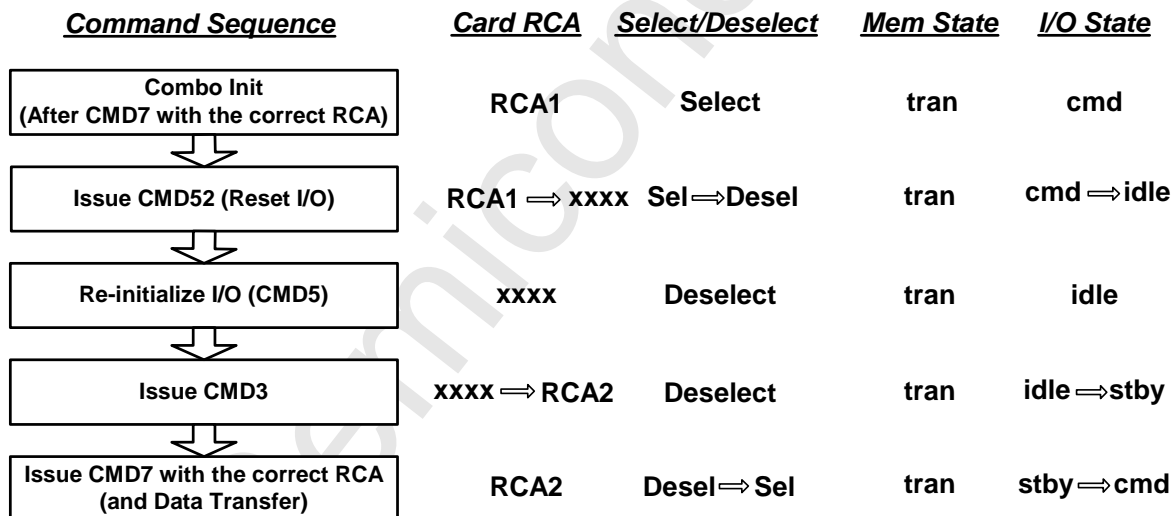 Command Sequence Card RCA Select/Deselect Mem State I/O State
Combo Init
(After CMD7 with the correct RCA) RCA1 Select tran cmd
Issue CMD52 (Reset I/O) RCA1 ⇒ xxxx Sel⇒Desel tran cmd ⇒idle
Re-initialize I/O (CMD5) xxxx Deselect tran idle
Issue CMD3 xxxx ⇒ RCA2 Deselect tran idle ⇒stby
Issue CMD7 with the correct RCA
(and Data Transfer) RCA2 Desel⇒ Sel tran stby ⇒cmd
emicon